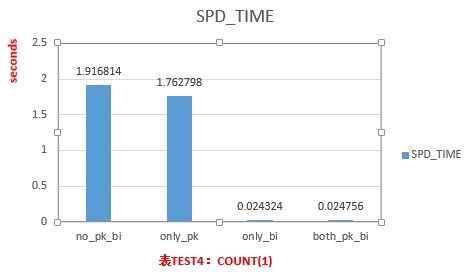 SPD_TIME
seconds
2.5
2
1.5
1
0.5
0
1.916814
1.762798
0.024324
0.024756
no_pk_bi
only_pk
only_bi
both_pk_bi
SPD_TIME
表TEST4：COUNT(1)